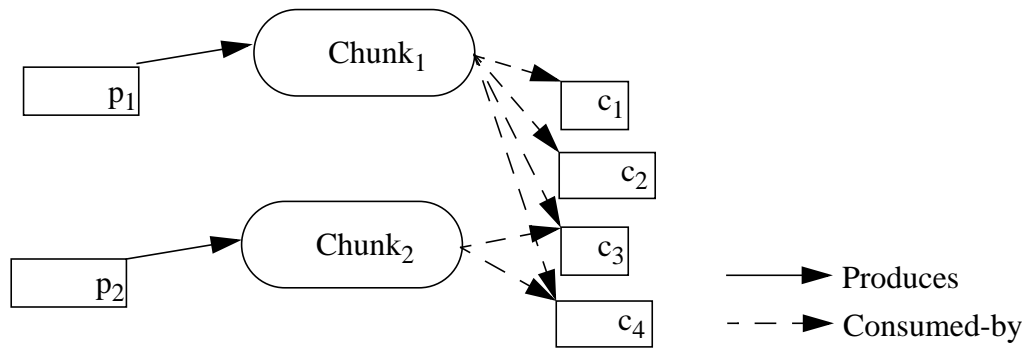 Chunk₁
p₁
c₁
c₂
Chunk₂
c₃
p₂
Produces
c₄
Consumed-by